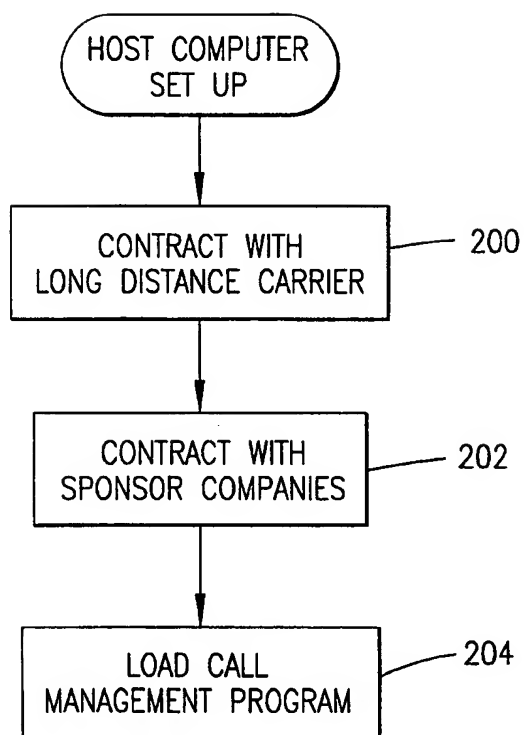 HOST COMPUTER
SET UP
CONTRACT WITH
LONG DISTANCE CARRIER
200
CONTRACT WITH
SPONSOR COMPANIES
202
LOAD CALL
MANAGEMENT PROGRAM
204